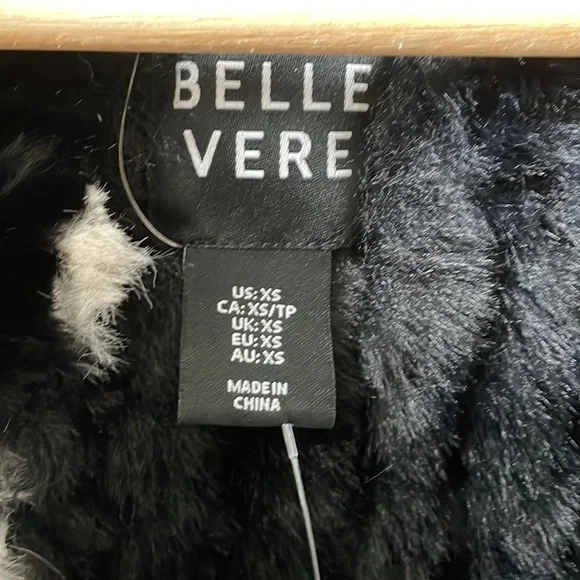 BELLE
VERE
US: XS
CA: XS/TP
UK: XS
EU: XS
AU: XS
MADE IN
CHINA